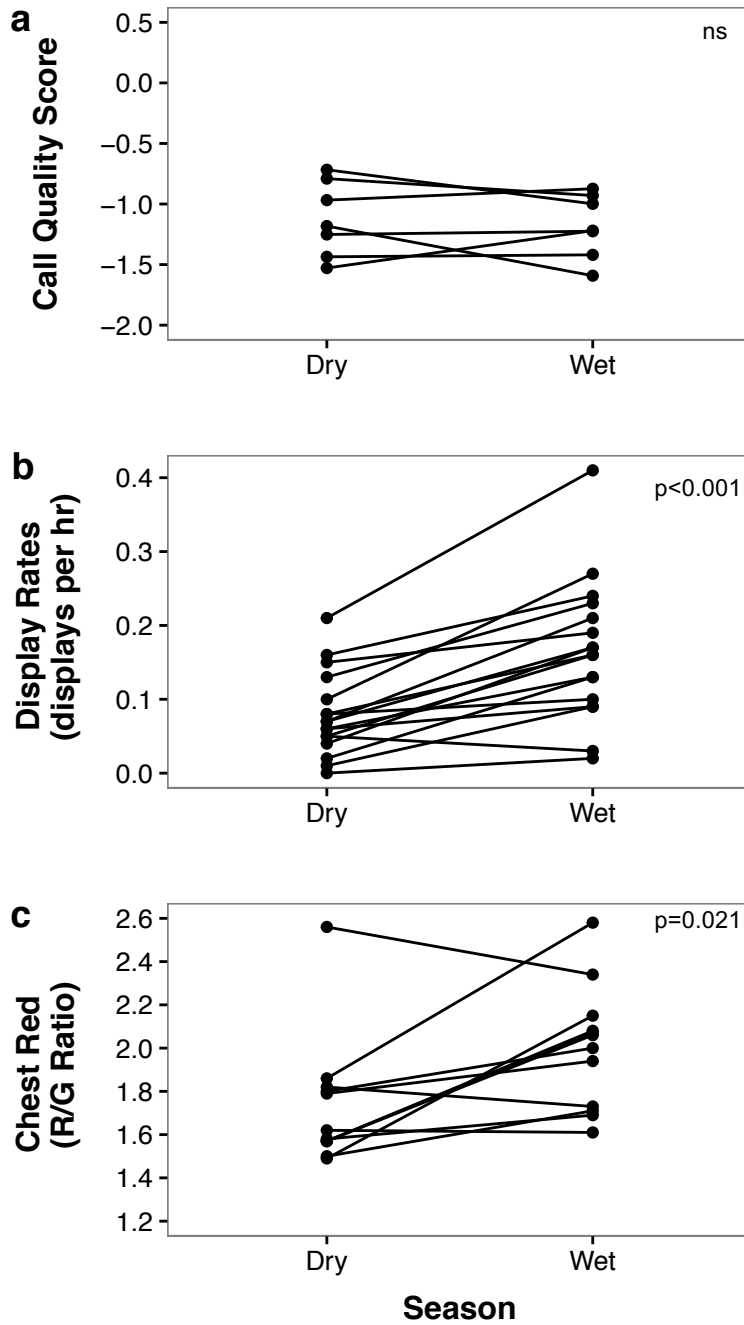 a
Call Quality Score
0.5
0.0
−0.5
−1.0
−1.5
−2.0
ns
Dry
Wet
b
Display Rates
(displays per hr)
0.4
0.3
0.2
0.1
0.0
p<0.001
Dry
Wet
c
Chest Red
(R/G Ratio)
2.6
2.4
2.2
2.0
1.8
1.6
1.4
1.2
p=0.021
Dry
Wet
Season